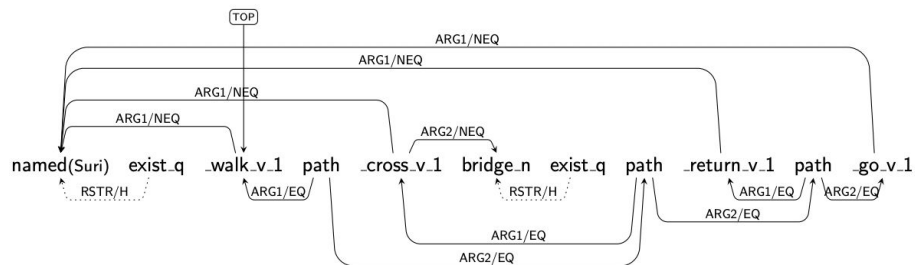 TOP
ARG1/NEQ
ARG1/NEQ
ARG1/NEQ
ARG1/NEQ ARG2/NEQ
named(Suri) exist_q _walk_v_1 path _cross_v_1 bridge_n exist_q path _return_v_1 path _go_v_1
RSTR/H ARG1/EQ RSTR/H ARG1/EQ ARG2/EQ
ARG2/EQ
ARG1/EQ
ARG2/EQ